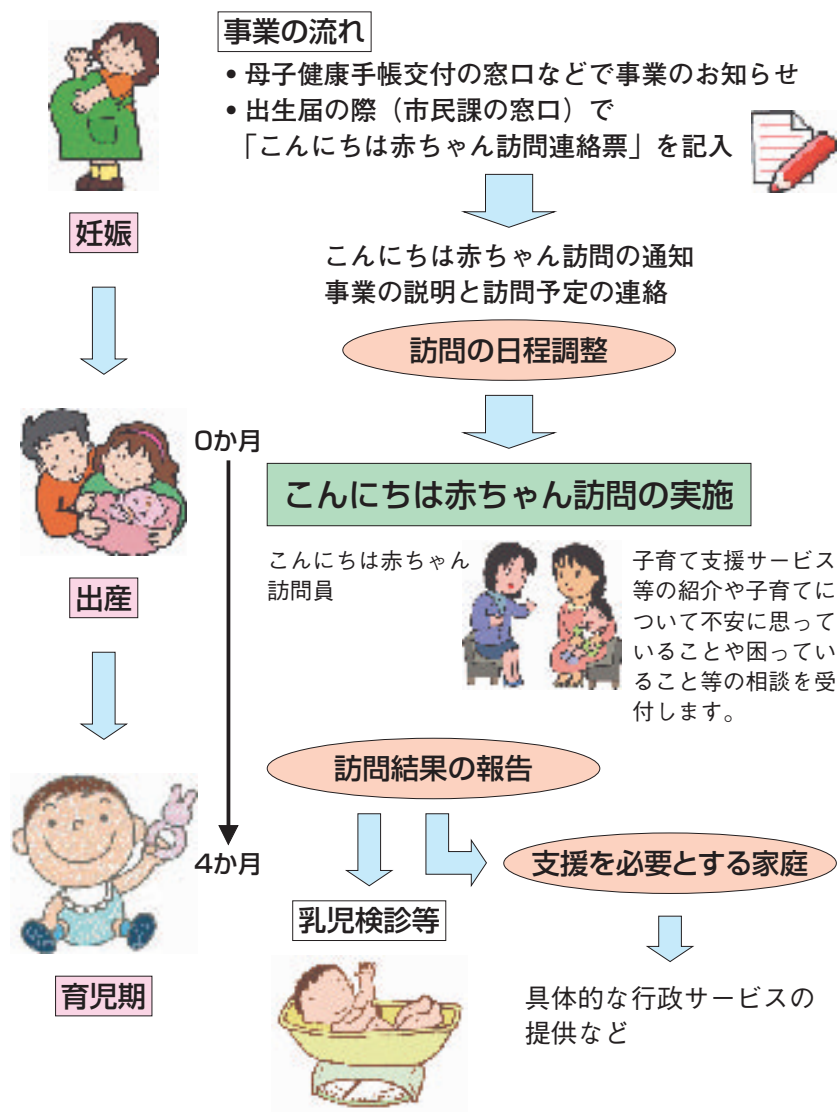 事業の流れ
• 母子健康手帳交付の窓口などで事業のお知らせ
• 出生届の際（市民課の窓口）で
「こんにちは赤ちゃん訪問連絡票」を記入
妊娠
こんにちは赤ちゃん訪問の通知
事業の説明と訪問予定の連絡
訪問の日程調整
0か月
こんにちは赤ちゃん訪問の実施
こんにちは赤ちゃん
訪問員
子育て支援サービス
等の紹介や子育てに
ついて不安に思って
いることや困ってい
ること等の相談を受
付します。
出産
訪問結果の報告
4か月
支援を必要とする家庭
乳児検診等
育児期
具体的な行政サービスの
提供など